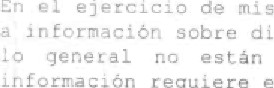 En el ejercicio de mis
a información sobre di
lo general no están
información requiere e